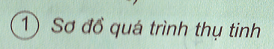 1) Sơ đồ quá trình thụ tinh